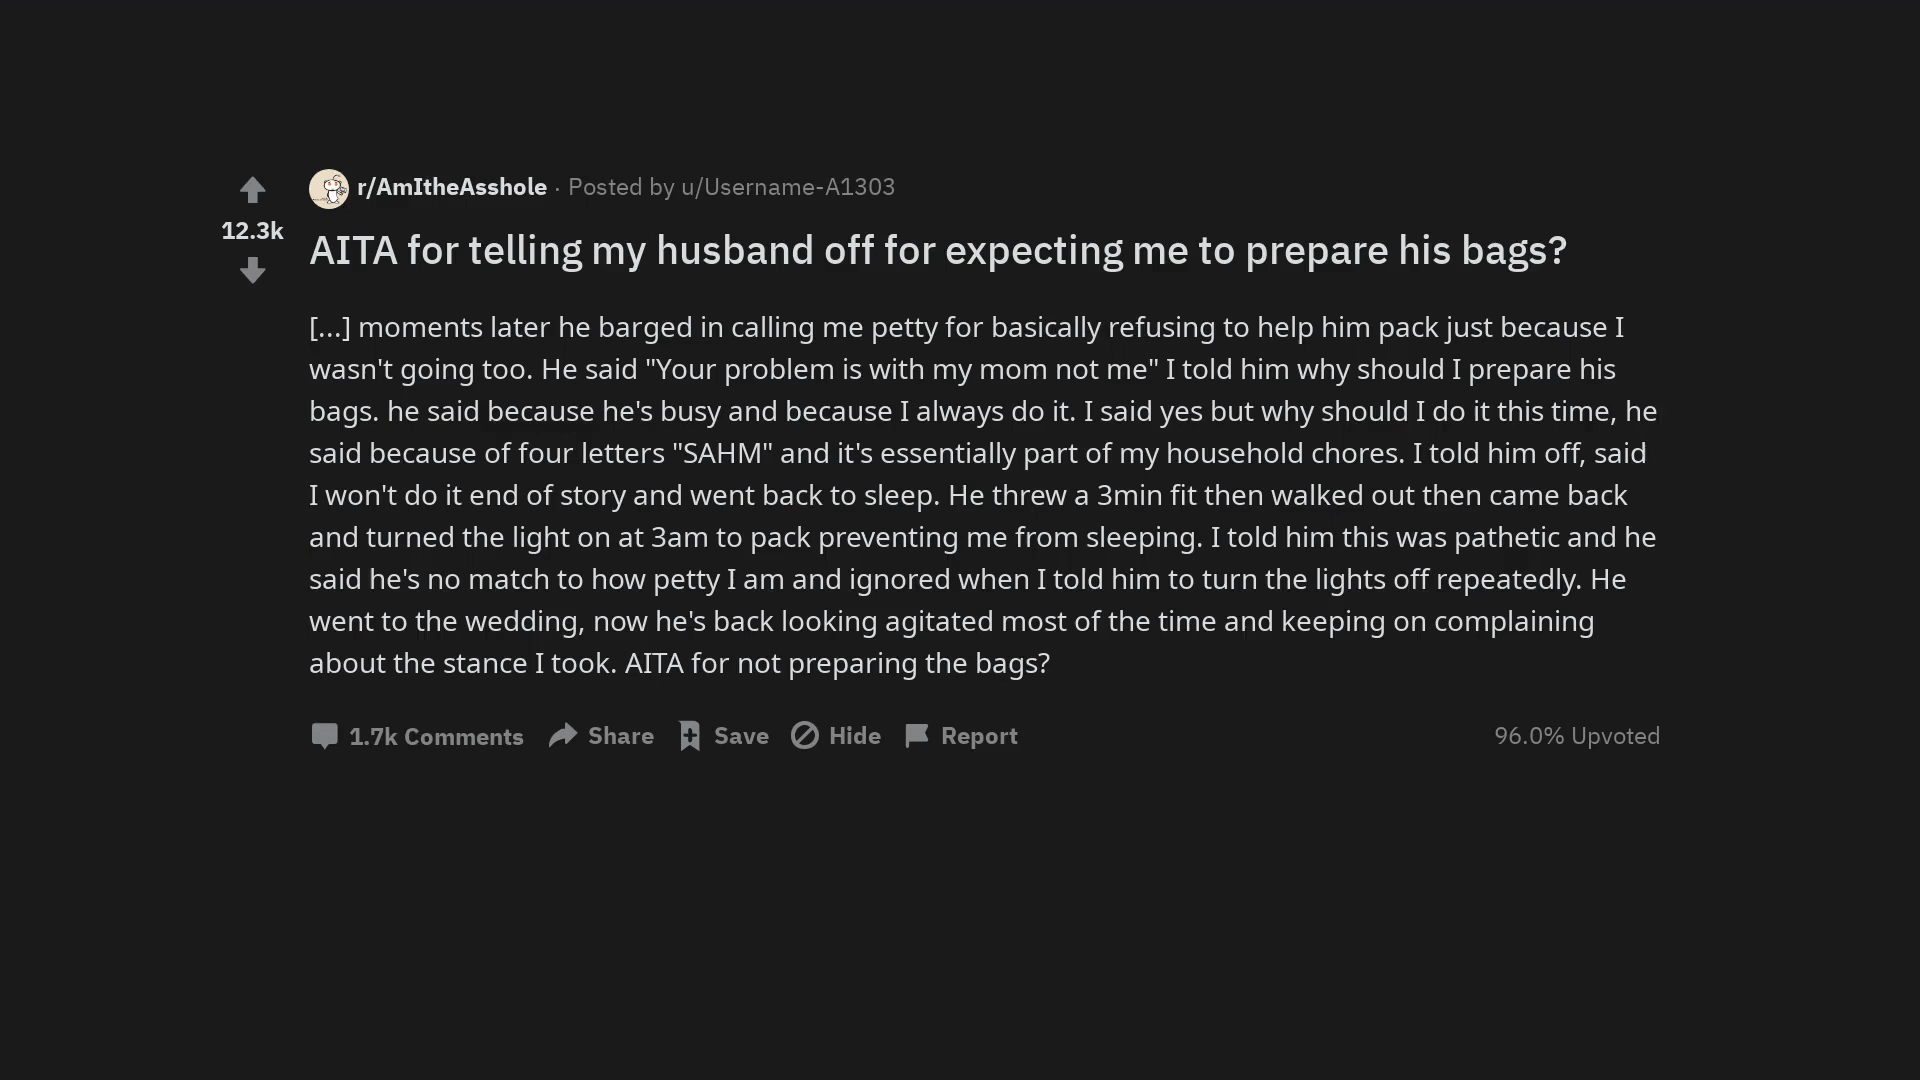 r/AmItheAsshole · Posted by u/Username-A1303
12.3k
AITA for telling my husband off for expecting me to prepare his bags?
[...] moments later he barged in calling me petty for basically refusing to help him pack just because I
wasn't going too. He said "Your problem is with my mom not me" I told him why should I prepare his
bags. he said because he's busy and because I always do it. I said yes but why should I do it this time, he
said because of four letters "SAHM" and it's essentially part of my household chores. I told him off, said
I won't do it end of story and went back to sleep. He threw a 3min fit then walked out then came back
and turned the light on at 3am to pack preventing me from sleeping. I told him this was pathetic and he
said he's no match to how petty I am and ignored when I told him to turn the lights off repeatedly. He
went to the wedding, now he's back looking agitated most of the time and keeping on complaining
about the stance I took. AITA for not preparing the bags?
1.7k Comments Share Save Hide Report 96.0% Upvoted